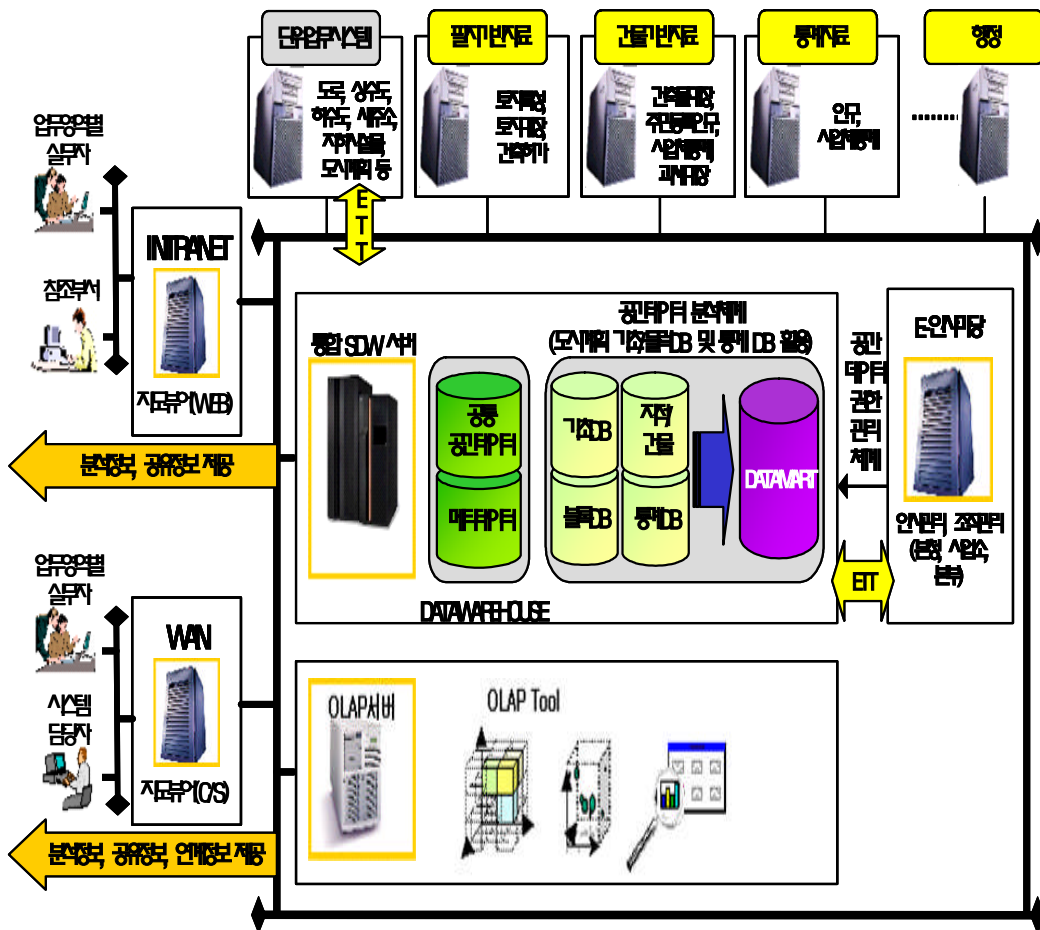 단위업무시스템
필지기반자료
건물기반자료
통계자료
행정
도로, 상수도,
하수도, 새주소,
지하시설물,
도시계획 등
토지특성,
토지대장,
건축허가
건축물대장,
주민등록인구,
사업체통계,
과세대장
인구,
사업체통계
ETT
업무영역별
실무자
참조부서
INTRANET
지도뷰어(WEB)
분석정보, 공유정보 제공
통합 SDW 서버
공간데이터 분석체계
(도시계획 기초/블럭DB 및 통계 DB 활용)
공통
공간데이터
메타데이터
기초DB
지적/
건물
블록DB
통계DB
DATAMART
DATAWAREHOUSE
공간
데이터
권한
관리
체계
E인사마당
인사관리, 조직관리
(본청, 사업소,
본부)
ETT
업무영역별
실무자
시스템
담당자
WAN
지도뷰어(C/S)
분석정보, 공유정보, 연계정보 제공
OLAP서버
OLAP Tool